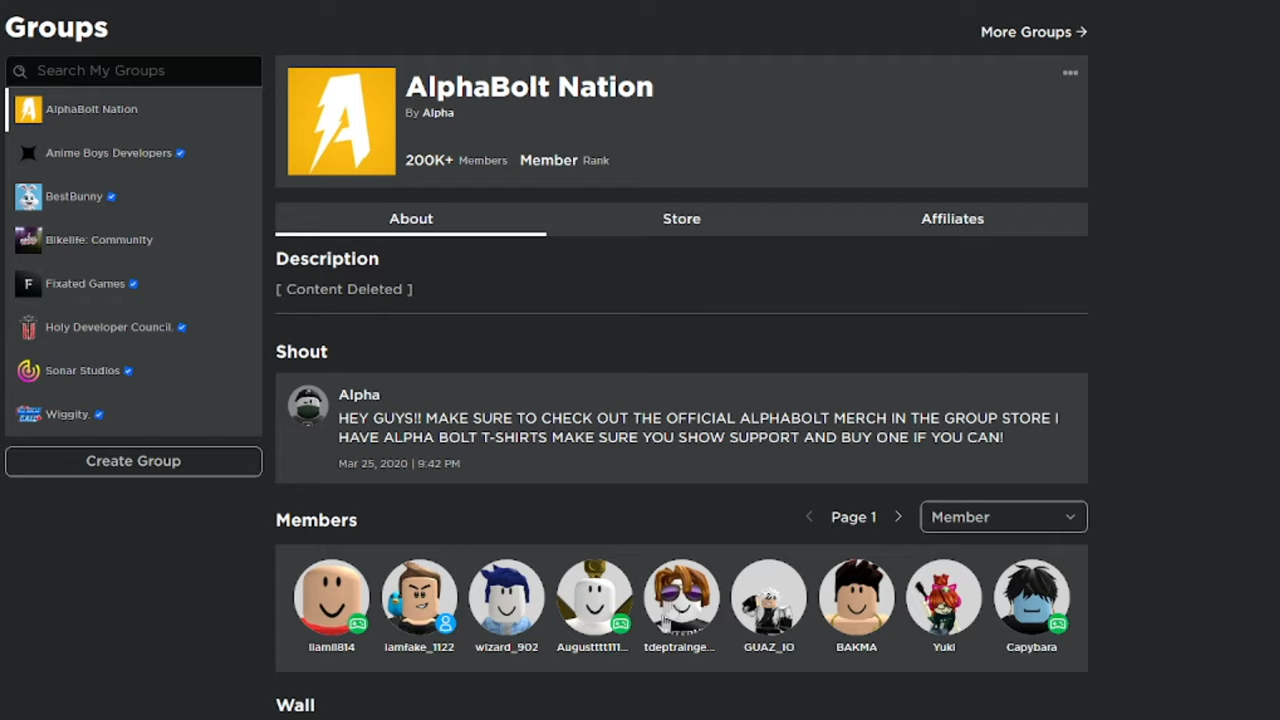 Groups
More Groups →
Search My Groups
AlphaBolt Nation
Anime Boys Developers
BestBunny
Bikelife: Community
Fixated Games
Holy Developer Council.
Sonar Studios
Wiggity.
Create Group
AlphaBolt Nation
By Alpha
200K+ Members Member Rank
About Store Affiliates
Description
[ Content Deleted ]
Shout
Alpha
HEY GUYS!! MAKE SURE TO CHECK OUT THE OFFICIAL ALPHABOLT MERCH IN THE GROUP STORE I
HAVE ALPHA BOLT T-SHIRTS MAKE SURE YOU SHOW SUPPORT AND BUY ONE IF YOU CAN!
Mar 25, 2020 | 9:42 PM
Members
Page 1
Member
iamfake_1122 wizard_902 Augustttt111... tdeptrainge... GUAZ_IO BAKMA Yuki Capybara
Wall